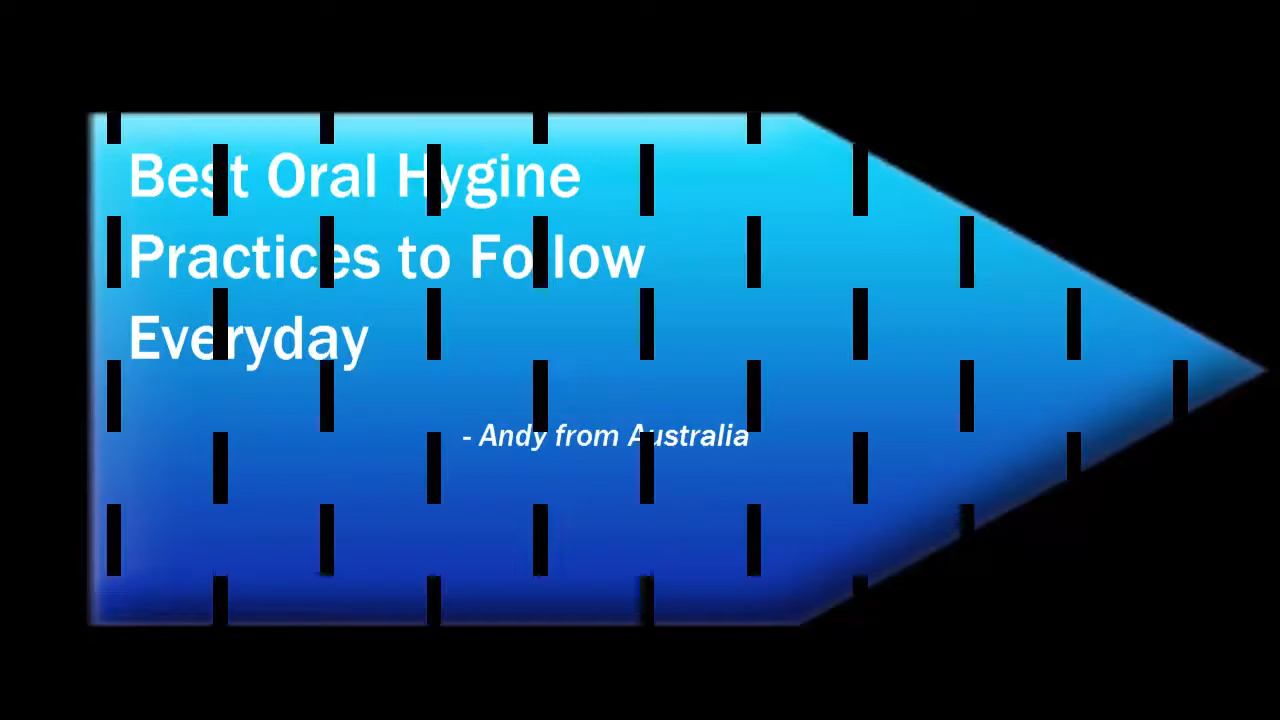 Best Oral Hygine
Practices to Follow
Everyday
- Andy from Australia